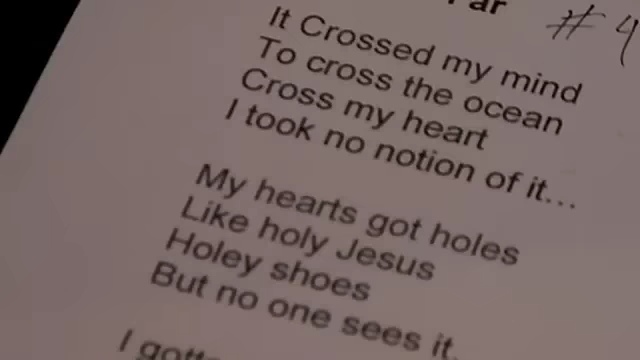 # 4
It Crossed my mind
To cross the ocean
Cross my heart
I took no notion of it...
My hearts got holes
Like holy Jesus
Holey shoes
But no one sees it